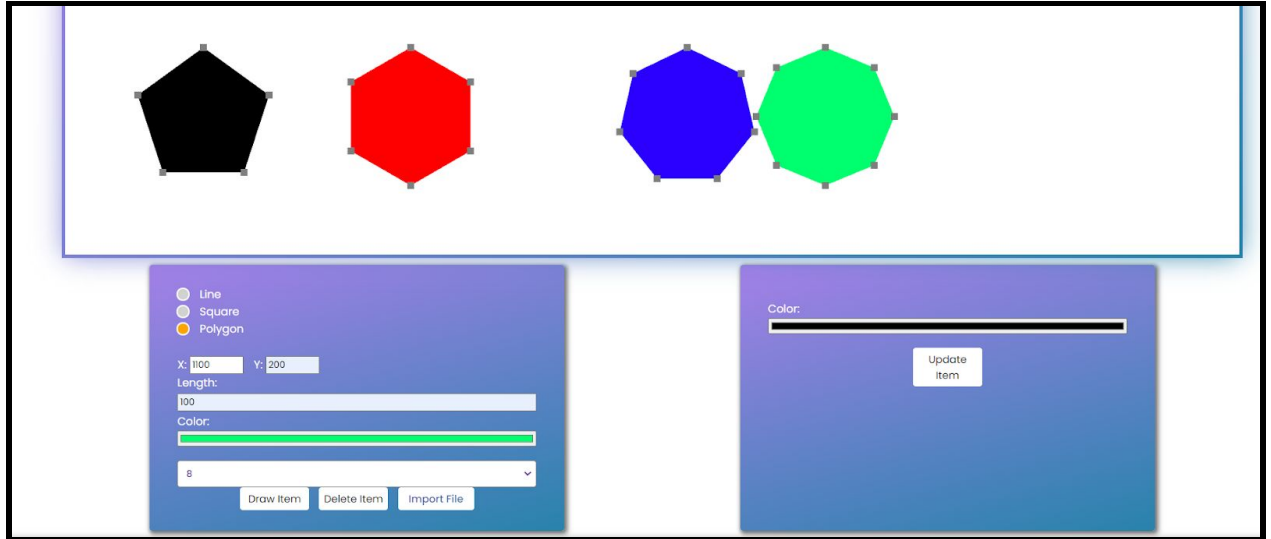 Line
Square
Polygon
X: 1100 Y: 200
Length:
100
Color:
8
Draw Item Delete Item Import File
Color:
Update
Item